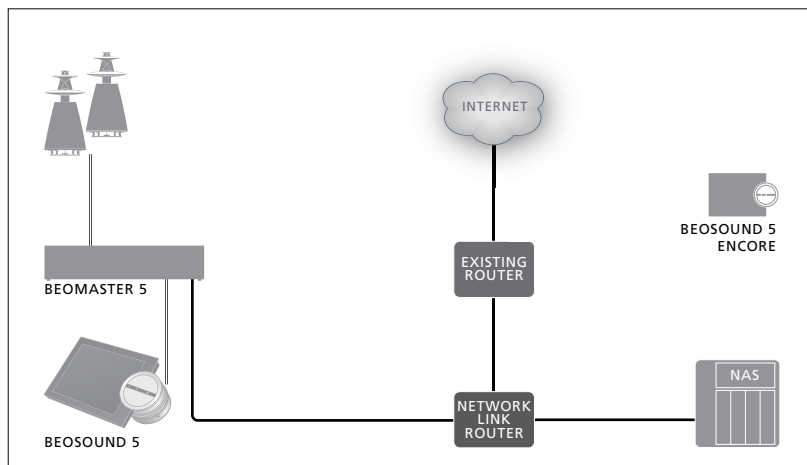 INTERNET
BEOSOUND 5
ENCORE
EXISTING
ROUTER
BEOMASTER 5
NAS
NETWORK
LINK
ROUTER
BEOSOUND 5